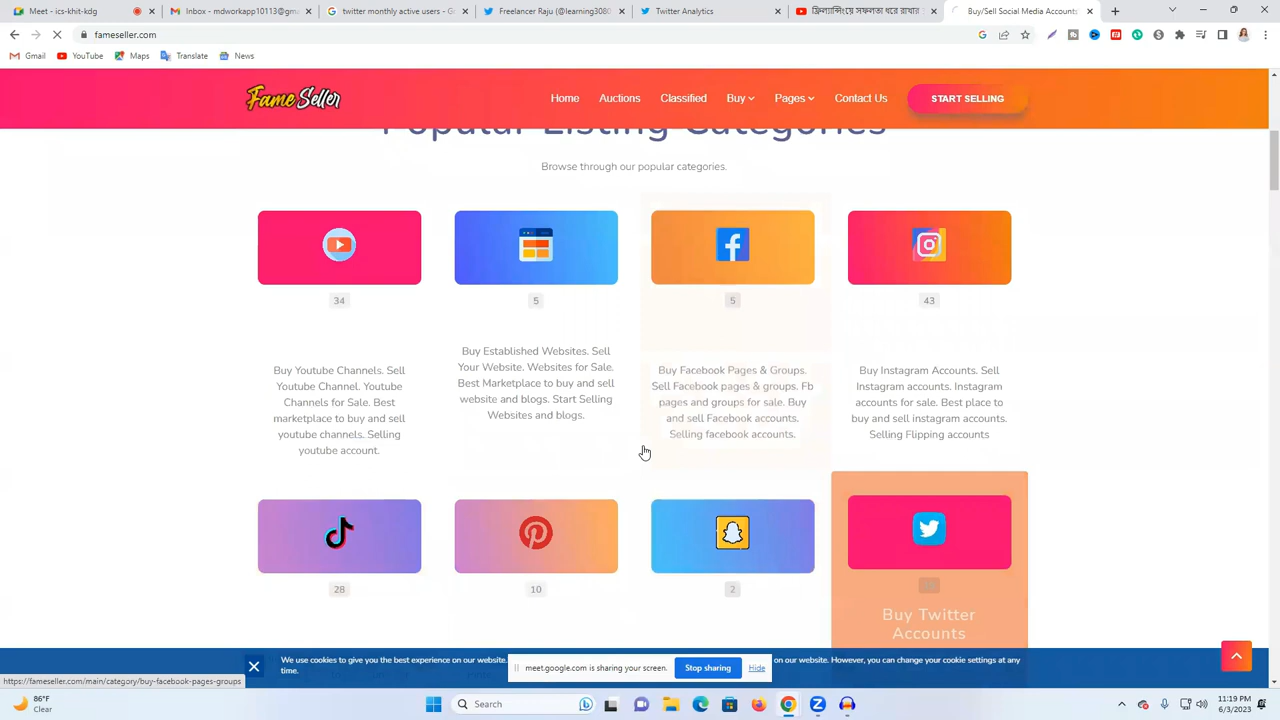 Meet - ics-khit-kdg
Inbox - mdworkapp10113@gm
twitter monthly active users - G
Freelancer Raju (@learning3080
Twitter Analytics
ফ্রিল্যান্সিংয়ে সফলতা ধরে রাখার
Buy/Sell Social Media Accounts
fameseller.com
Gmail
YouTube
Maps
Translate
News
Fame Seller
Home
Auctions
Classified
Buy
Pages
Contact Us
START SELLING
Popular Listing Categories
Browse through our popular categories.
34
5
5
43
Buy Youtube Channels. Sell
Youtube Channel. Youtube
Channels for Sale. Best
marketplace to buy and sell
youtube channels. Selling
youtube account.
Buy Established Websites. Sell
Your Website. Websites for Sale.
Best Marketplace to buy and sell
website and blogs. Start Selling
Websites and blogs.
Buy Facebook Pages & Groups.
Sell Facebook pages & groups. Fb
pages and groups for sale. Buy
and sell Facebook accounts.
Selling facebook accounts.
Buy Instagram Accounts. Sell
Instagram accounts. Instagram
accounts for sale. Best place to
buy and sell instagram accounts.
Selling Flipping accounts
28
10
2
Buy Twitter
Accounts
We use cookies to give you the best experience on our website.
on our website. However, you can change your cookie settings at any
time.
meet.google.com is sharing your screen.
Stop sharing
Hide
https://fameseller.com/main/category/buy-facebook-pages-groups
86°F
Clear
Search
11:19 PM
6/3/2023